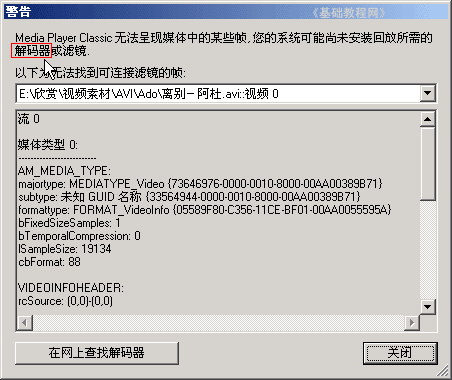 警告
《基础教程网》
Media Player Classic 无法呈现媒体中的某些帧,您的系统可能尚未安装回放所需的
解码器或滤镜.
以下为无法找到可连接滤镜的帧:
E:\欣赏\视频素材\AVI\Ado\离别－阿杜.avi::视频 0
流 0
媒体类型 0:
--------------------------
AM_MEDIA_TYPE:
majortype: MEDIATYPE_Video {73646976-0000-0010-8000-00AA00389B71}
subtype: 未知 GUID 名称 {33564944-0000-0010-8000-00AA00389B71}
formattype: FORMAT_VideoInfo {05589F80-C356-11CE-BF01-00AA0055595A}
bFixedSizeSamples: 1
bTemporalCompression: 0
lSampleSize: 19134
cbFormat: 88
VIDEOINFOHEADER:
rcSource: (0,0)-(0,0)
在网上查找解码器
关闭